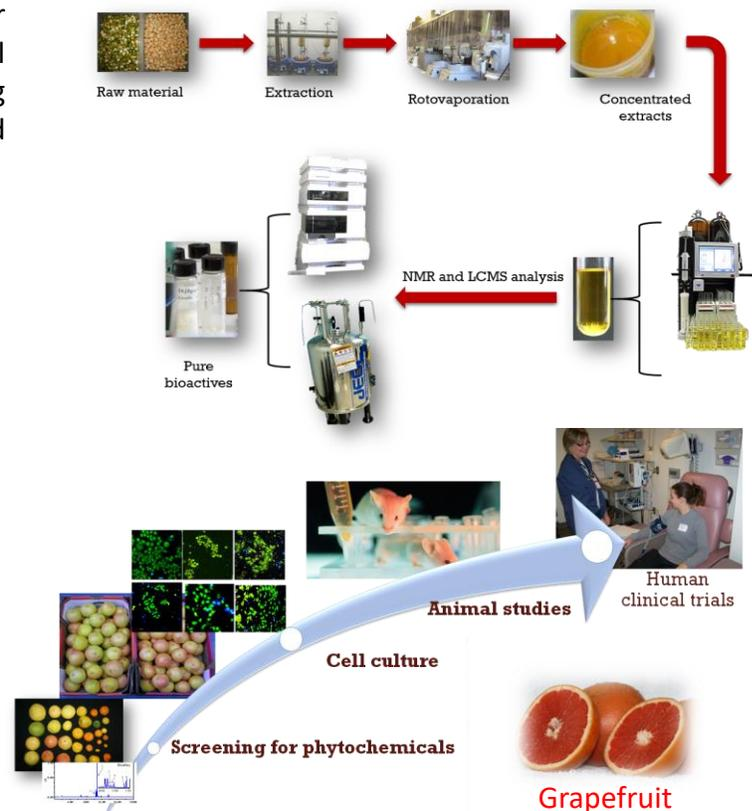 r
l
g
d
Raw material
Extraction
Rotovaporation
Concentrated
extracts
NMR and LCMS analysis
Pure
bioactives
JEOL
Human
clinical trials
Animal studies
Cell culture
Screening for phytochemicals
Grapefruit